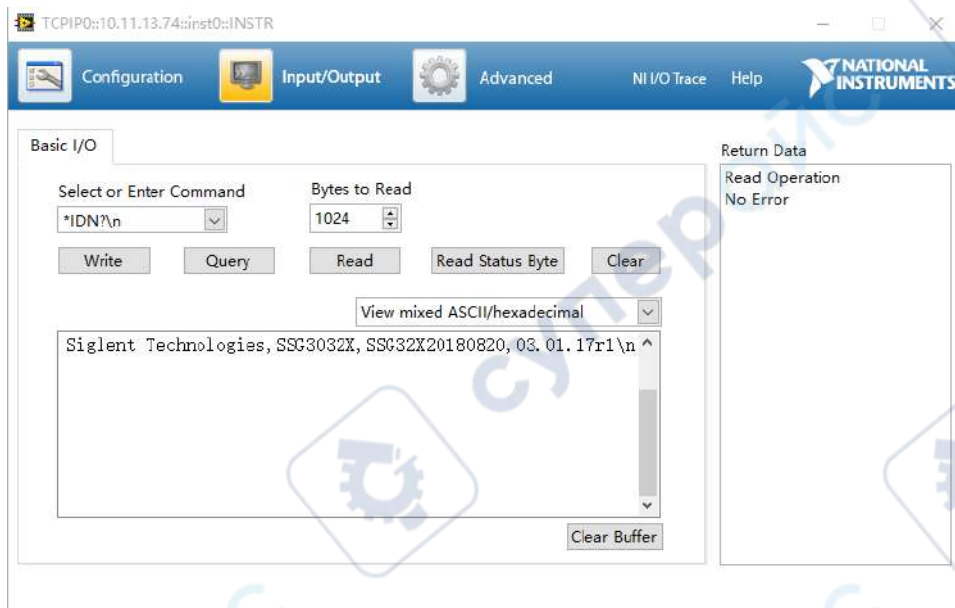 TCPIP0::10.11.13.74::inst0::INSTR
Configuration Input/Output Advanced NI I/O Trace Help NATIONAL INSTRUMENTS
Basic I/O
Return Data
Select or Enter Command Bytes to Read
Read Operation
No Error
*IDN?\n 1024
Write Query Read Read Status Byte Clear
View mixed ASCII/hexadecimal
Siglent Technologies,SSG3032X,SSG32X20180820,03.01.17r1\n
Clear Buffer
суперайс